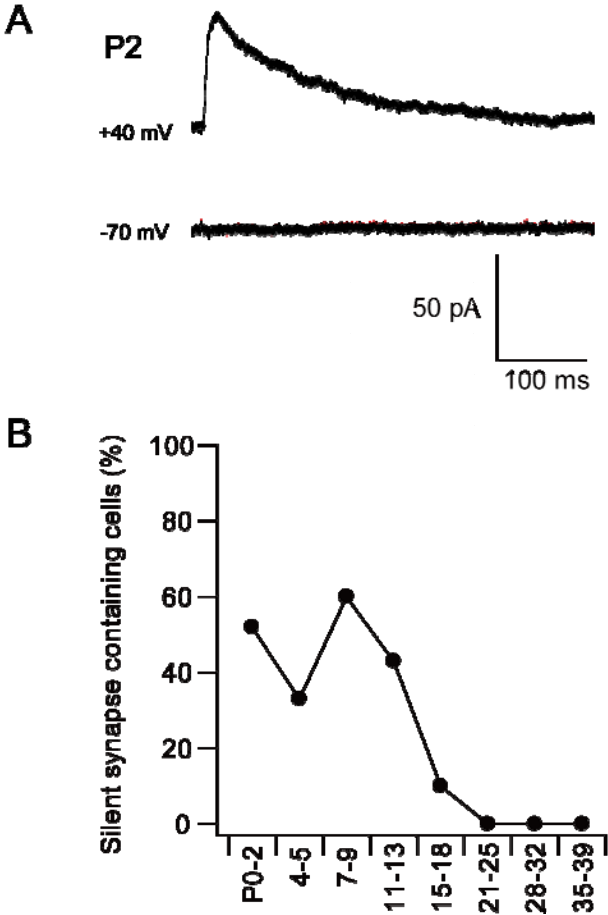 A
P2
+40 mV
-70 mV
50 pA
100 ms
B
Silent synapse containing cells (%)
100
80
60
40
20
0
P0-2
4-5
7-9
11-13
15-18
21-25
28-32
35-39